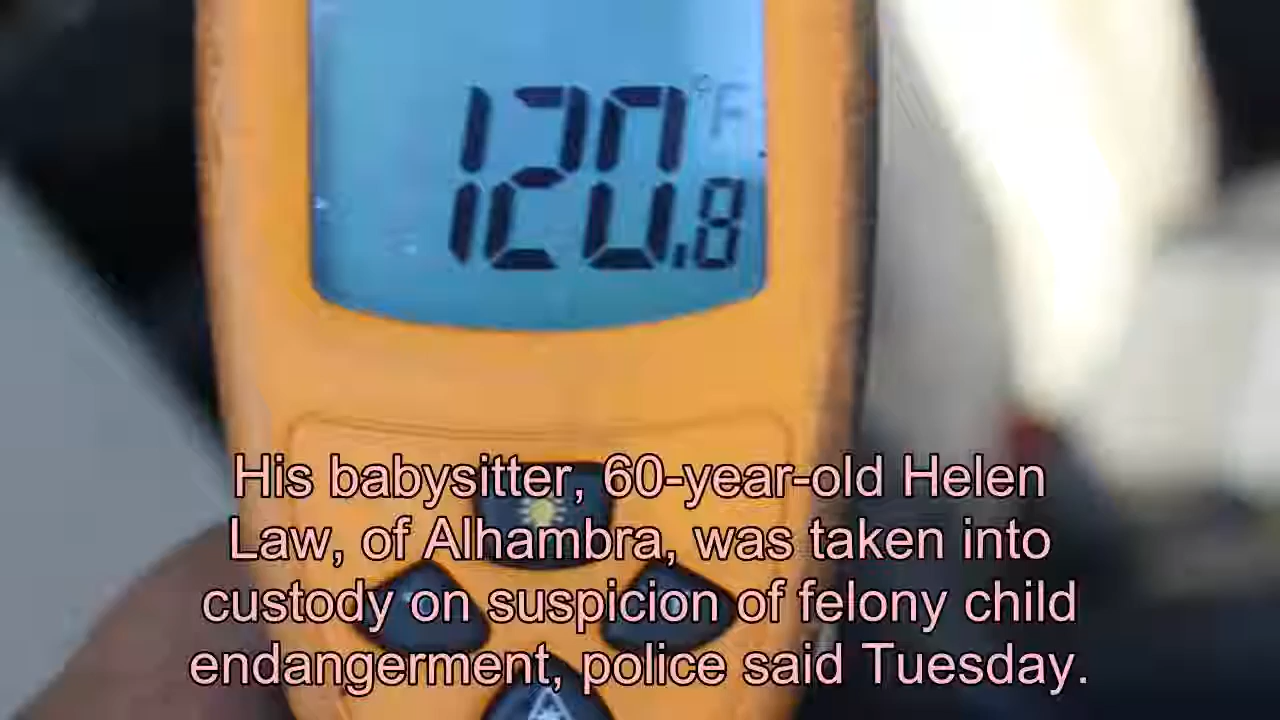 120.8 °F
His babysitter, 60-year-old Helen
Law, of Alhambra, was taken into
custody on suspicion of felony child
endangerment, police said Tuesday.